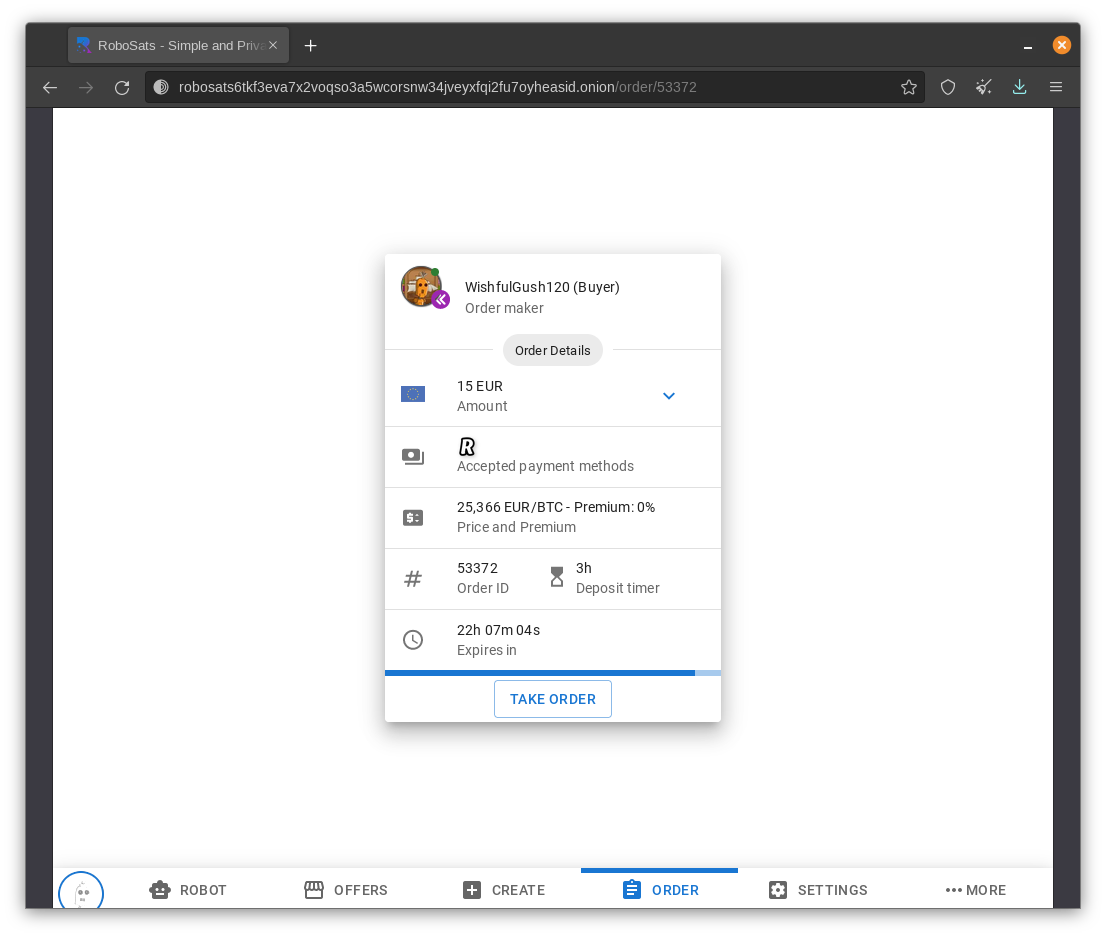 RoboSats - Simple and Priva
robosats6tkf3eva7x2voqso3a5wcorsnw34jveyxfqi2fu7oyheasid.onion/order/53372
WishfulGush120 (Buyer)
Order maker
Order Details
15 EUR
Amount
R
Accepted payment methods
25,366 EUR/BTC - Premium: 0%
Price and Premium
53372
Order ID
3h
Deposit timer
22h 07m 04s
Expires in
TAKE ORDER
ROBOT
OFFERS
CREATE
ORDER
SETTINGS
MORE